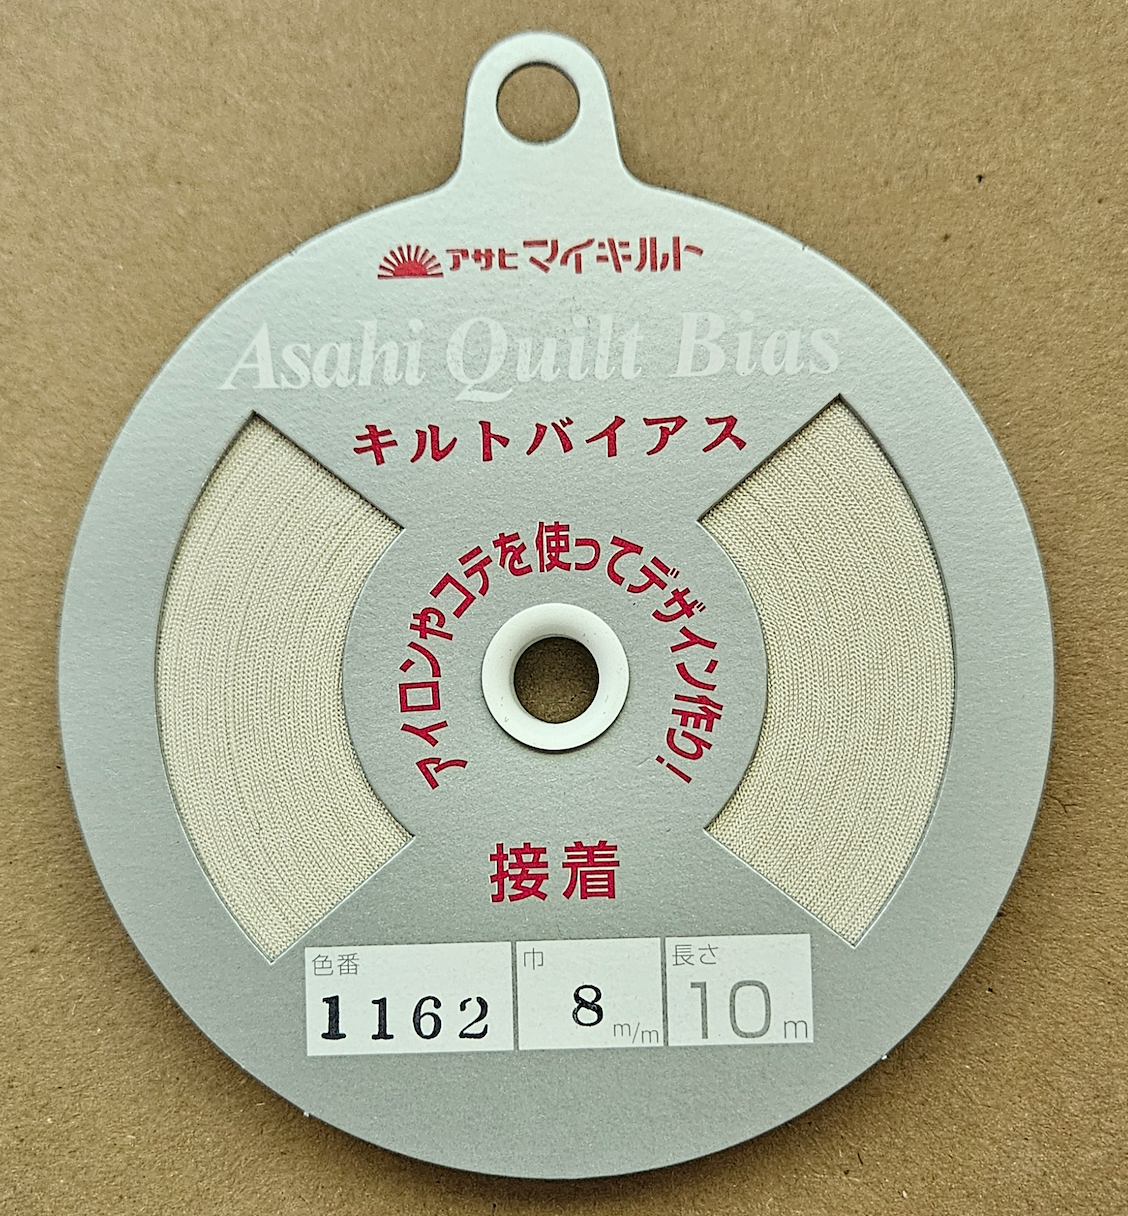 アサヒマイキルト
Asahi Quilt Bias
キルトバイアス
アイロンやコテを使ってデザイン作り!
接着
色番 巾 長さ
1162 8 m/m 10 m